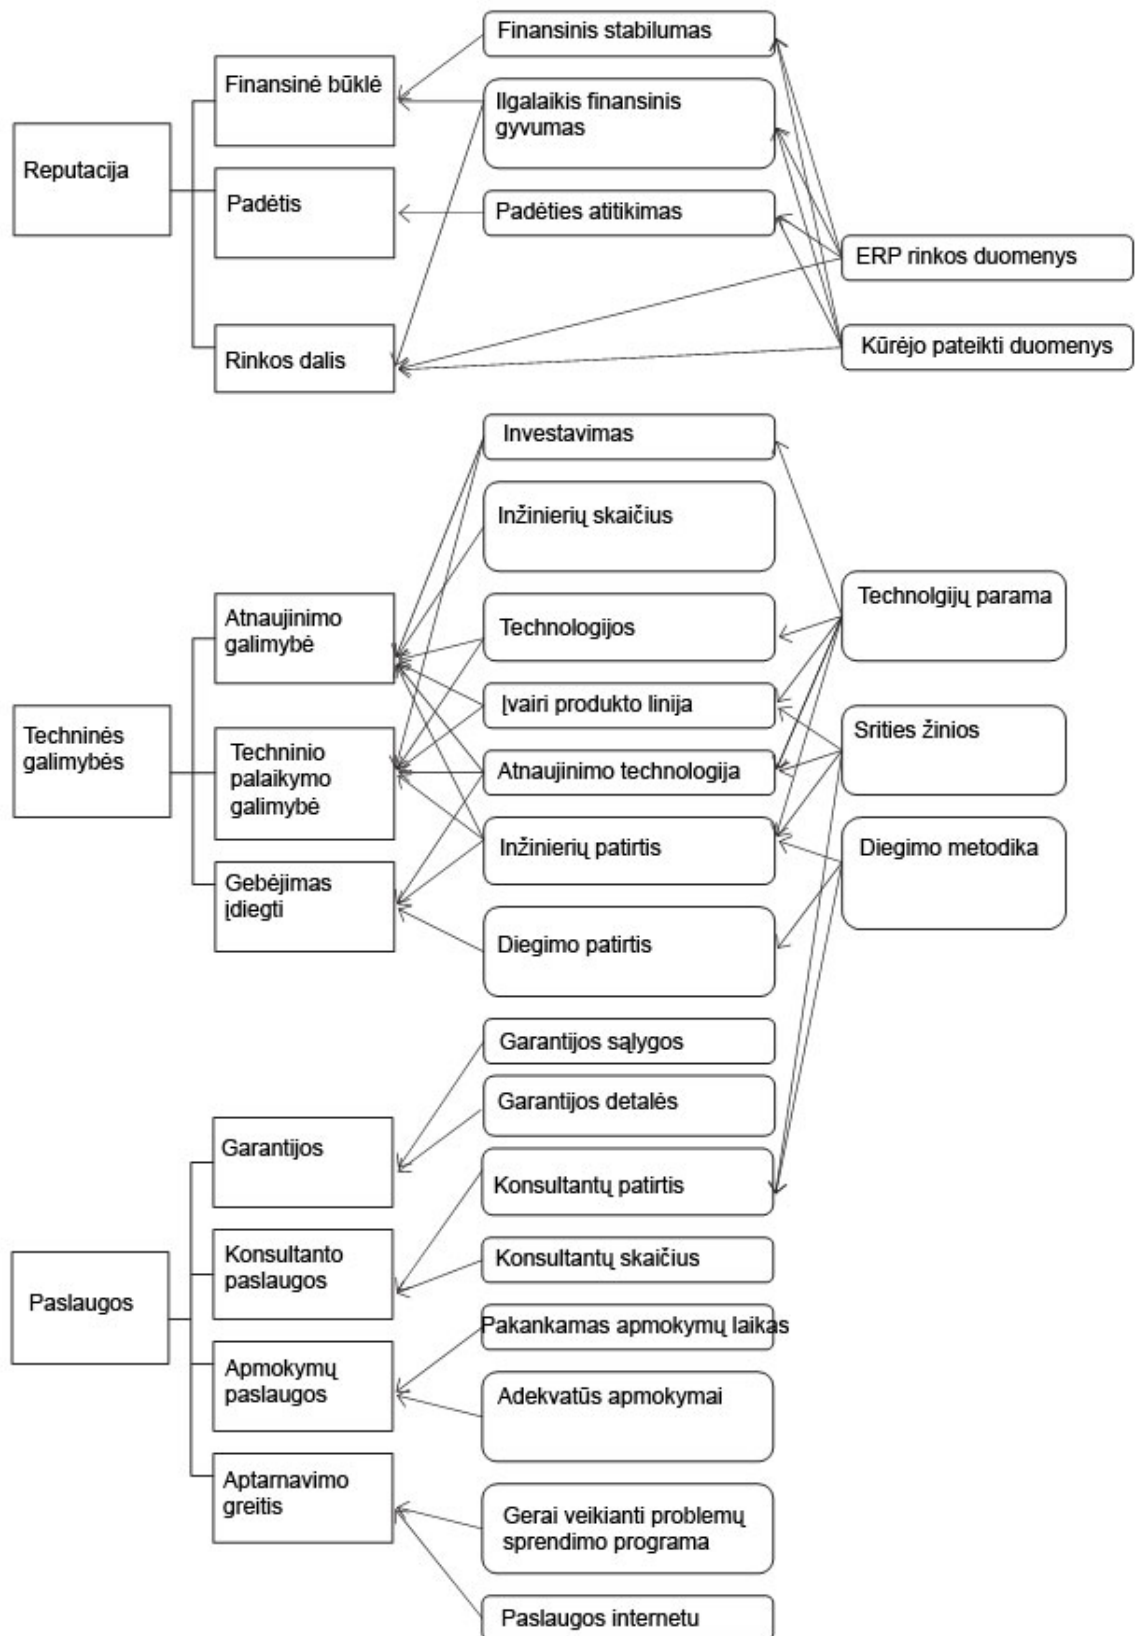 Finansinis stabilumas
Finansinė būklė
Ilgalaikis finansinis
gyvumas
Reputacija
Padėtis
Padėties atitikimas
ERP rinkos duomenys
Rinkos dalis
Kūrėjo pateikti duomenys
Investavimas
Inžinierių skaičius
Atnaujinimo
galimybė
Technologijos
Technolgijų parama
Įvairi produkto linija
Techninės
galimybės
Techninio
palaikymo
galimybė
Atnaujinimo technologija
Srities žinios
Inžinierių patirtis
Diegimo metodika
Gebėjimas
įdiegti
Diegimo patirtis
Garantijos sąlygos
Garantijos detalės
Garantijos
Konsultantų patirtis
Konsultanto
paslaugos
Konsultantų skaičius
Paslaugos
Pakankamas apmokymų laikas
Apmokymų
paslaugos
Adekvatūs apmokymai
Aptarnavimo
greitis
Gerai veikianti problemų
sprendimo programa
Paslaugos internetu